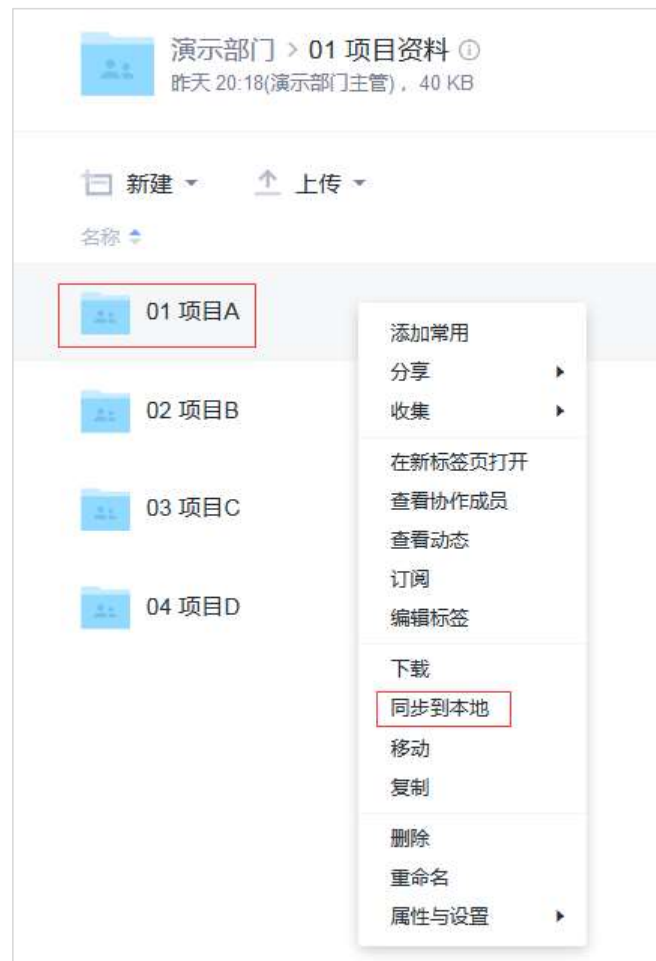 演示部门 > 01 项目资料
昨天 20:18(演示部门主管) ，40 KB
新建 上传
名称
01 项目A
02 项目B
03 项目C
04 项目D
添加常用
分享
收集
在新标签页打开
查看协作成员
查看动态
订阅
编辑标签
下载
同步到本地
移动
复制
删除
重命名
属性与设置